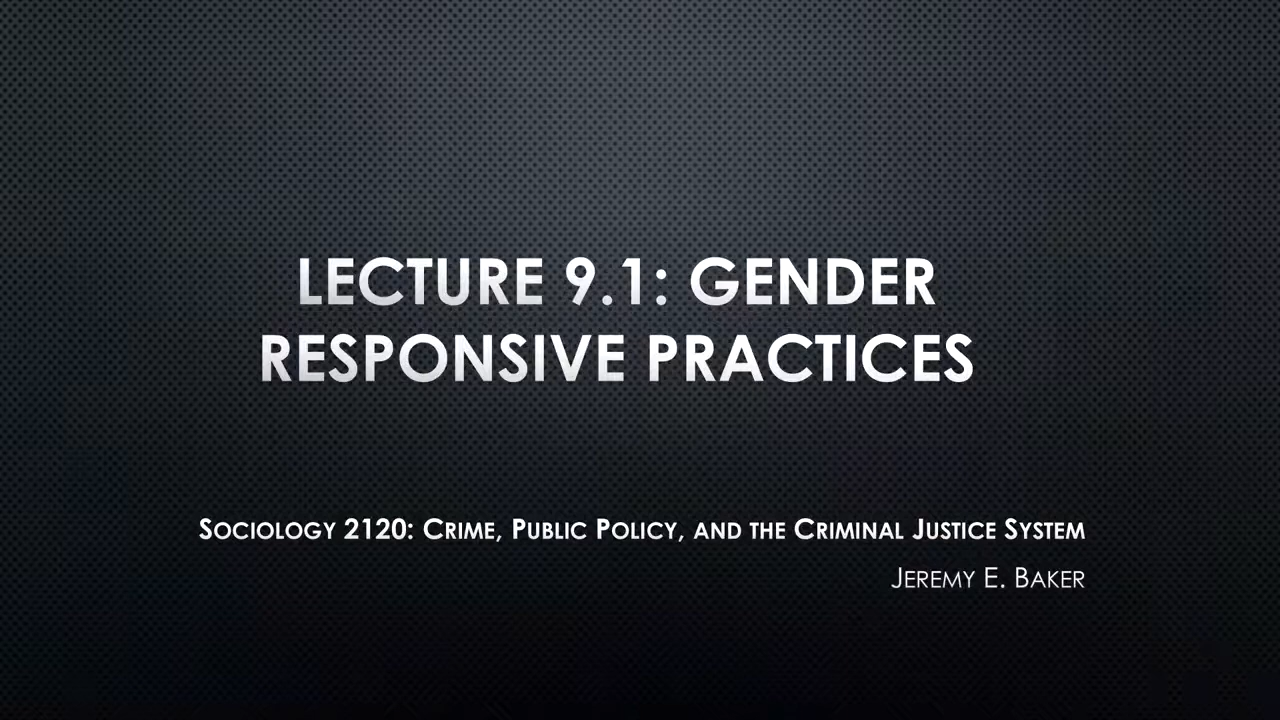 LECTURE 9.1: GENDER
RESPONSIVE PRACTICES
SOCIOLOGY 2120: CRIME, PUBLIC POLICY, AND THE CRIMINAL JUSTICE SYSTEM
JEREMY E. BAKER